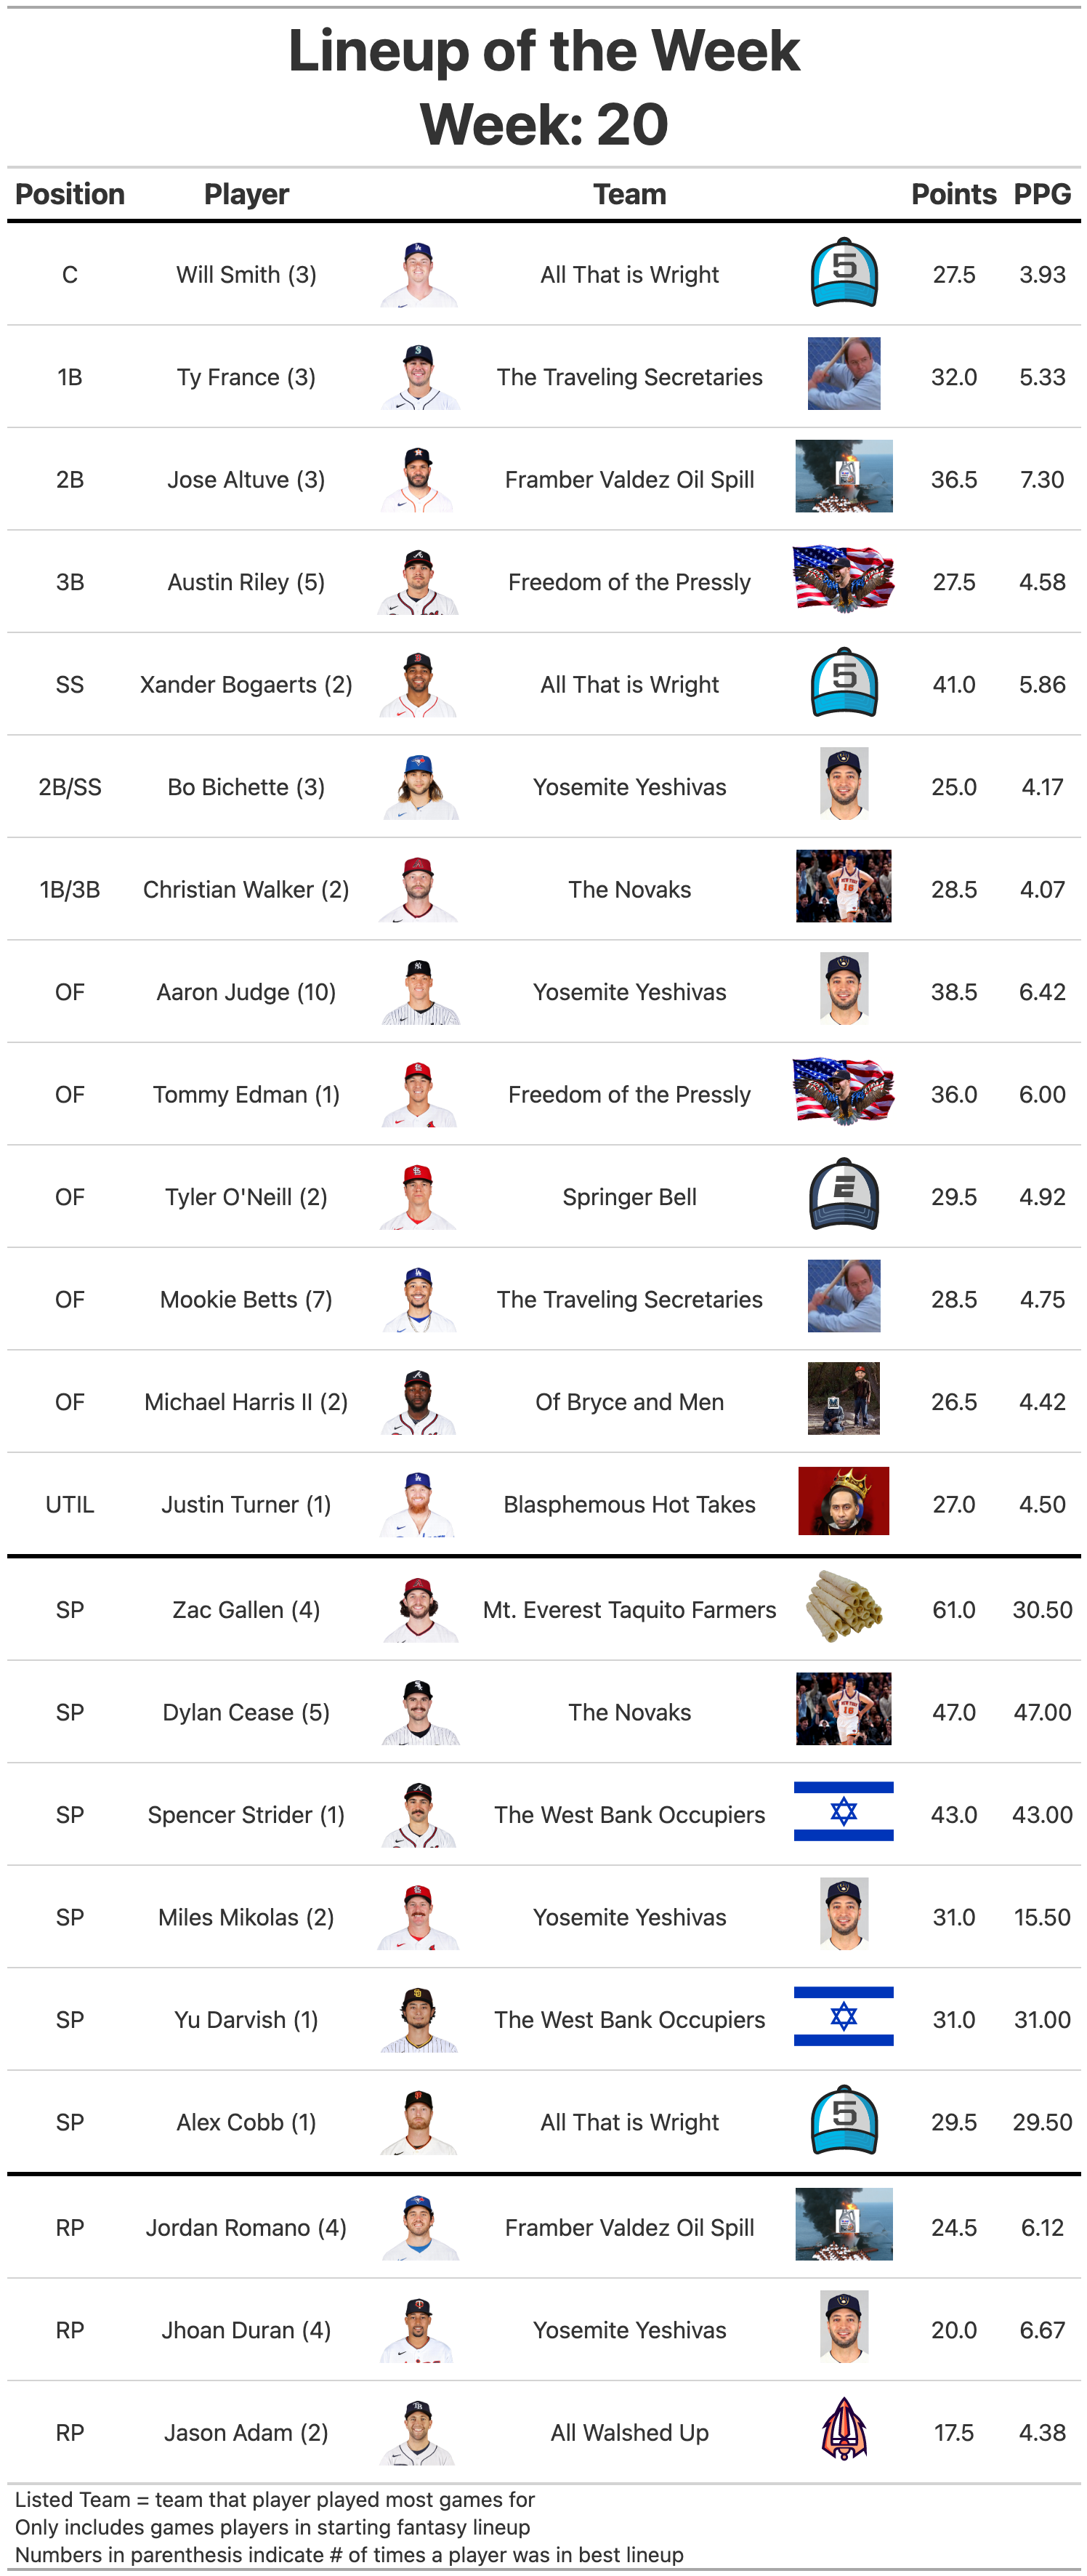 Lineup of the Week
Week: 20
Position Player Team Points PPG
C Will Smith (3) All That is Wright 5 27.5 3.93
1B Ty France (3) The Traveling Secretaries 32.0 5.33
2B Jose Altuve (3) Framber Valdez Oil Spill 36.5 7.30
3B Austin Riley (5) Freedom of the Pressly 27.5 4.58
SS Xander Bogaerts (2) All That is Wright 5 41.0 5.86
2B/SS Bo Bichette (3) Yosemite Yeshivas 25.0 4.17
1B/3B Christian Walker (2) The Novaks 28.5 4.07
OF Aaron Judge (10) Yosemite Yeshivas 38.5 6.42
OF Tommy Edman (1) Freedom of the Pressly 36.0 6.00
OF Tyler O'Neill (2) Springer Bell E 29.5 4.92
OF Mookie Betts (7) The Traveling Secretaries 28.5 4.75
OF Michael Harris II (2) Of Bryce and Men 26.5 4.42
UTIL Justin Turner (1) Blasphemous Hot Takes 27.0 4.50
SP Zac Gallen (4) Mt. Everest Taquito Farmers 61.0 30.50
SP Dylan Cease (5) The Novaks 47.0 47.00
SP Spencer Strider (1) The West Bank Occupiers 43.0 43.00
SP Miles Mikolas (2) Yosemite Yeshivas 31.0 15.50
SP Yu Darvish (1) The West Bank Occupiers 31.0 31.00
SP Alex Cobb (1) All That is Wright 5 29.5 29.50
RP Jordan Romano (4) Framber Valdez Oil Spill 24.5 6.12
RP Jhoan Duran (4) Yosemite Yeshivas 20.0 6.67
RP Jason Adam (2) All Walshed Up 17.5 4.38
Listed Team = team that player played most games for
Only includes games players in starting fantasy lineup
Numbers in parenthesis indicate # of times a player was in best lineup